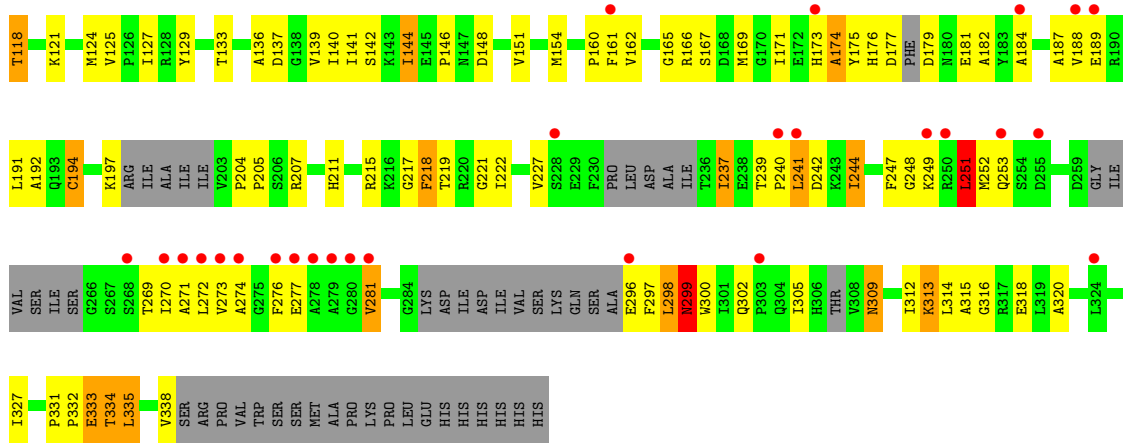 T118 K121 M124 V125 P126 I127 R128 Y129 T133 A136 D137 G138 V139 I140 I141 S142 K143 I144 E145 P146 N147 D148 V151 M154 P160 F161 V162 G165 R166 S167 D168 M169 G170 I171 E172 H173 A174 Y175 H176 D177 PHE D179 N180 E181 A182 Y183 A184 A187 V188 E189 R190
L191 A192 Q193 C194 K197 ARG ILE ALA ILE ILE V203 P204 P205 S206 R207 H211 R215 K216 G217 F218 T219 R220 G221 I222 V227 S228 E229 F230 PRO LEU ASP ALA ILE T236 I237 E238 T239 P240 L241 D242 K243 I244 F247 G248 K249 R250 L251 M252 Q253 S254 D255 D259 GLY ILE
VAL SER ILE SER G266 S267 S268 T269 I270 A271 L272 V273 A274 G275 F276 E277 A278 A279 G280 V281 G284 LYS ASP ILE ASP ILE VAL SER LYS GLN SER ALA E296 F297 L298 N299 W300 I301 Q302 P303 Q304 I305 H306 THR V308 N309 I312 K313 L314 A315 G316 R317 E318 L319 A320 L324
I327 P331 P332 E333 T334 L335 V338 SER ARG PRO VAL TRP SER SER MET ALA PRO LYS PRO LEU GLU HIS HIS HIS HIS HIS HIS